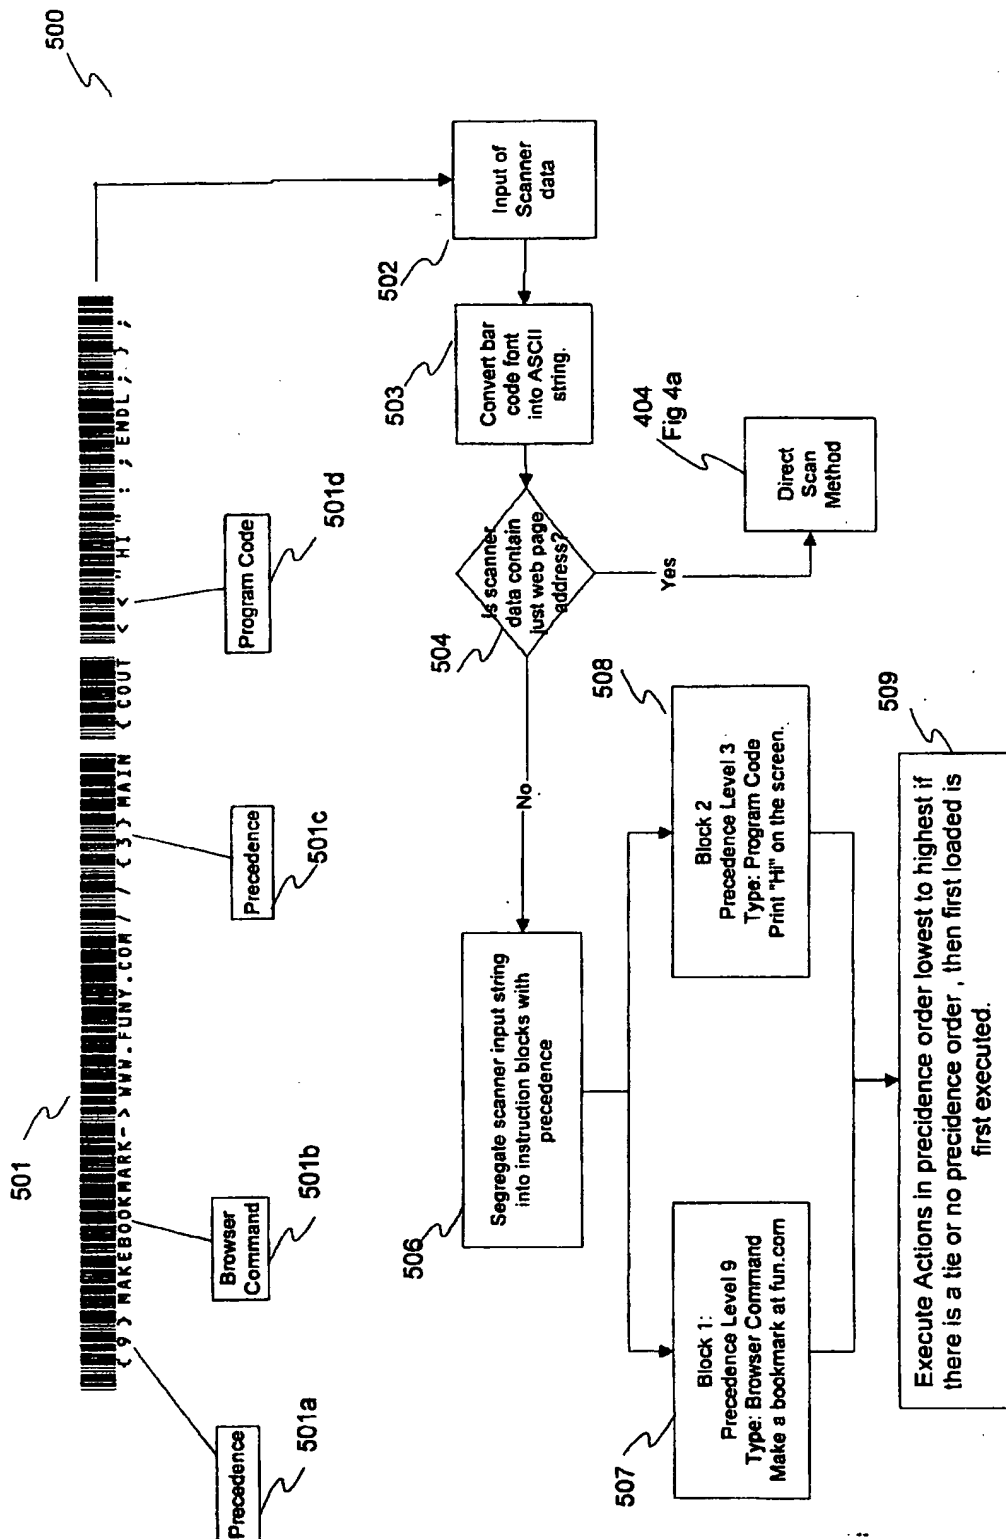 500
501
{9} MAKEBOOKMARK->WWW.FUNY.COM // {3} MAIN {COUT << "HI" : ; ENDL; } ;
Precedence
501a
Browser
Command
501b
Precedence
501c
Program Code
501d
502
Input of
Scanner
data
503
Convert bar
code font
into ASCII
string.
504
Is scanner
data contain
just web page
address?
Yes
404
Fig 4a
Direct
Scan
Method
No
506
Segregate scanner input string
into instruction blocks with
precedence
507
Block 1:
Precedence Level 9
Type: Browser Command
Make a bookmark at fun.com
508
Block 2
Precedence Level 3
Type: Program Code
Print "Hi" on the screen.
509
Execute Actions in precidence order lowest to highest if
there is a tie or no precidence order , then first loaded is
first executed.